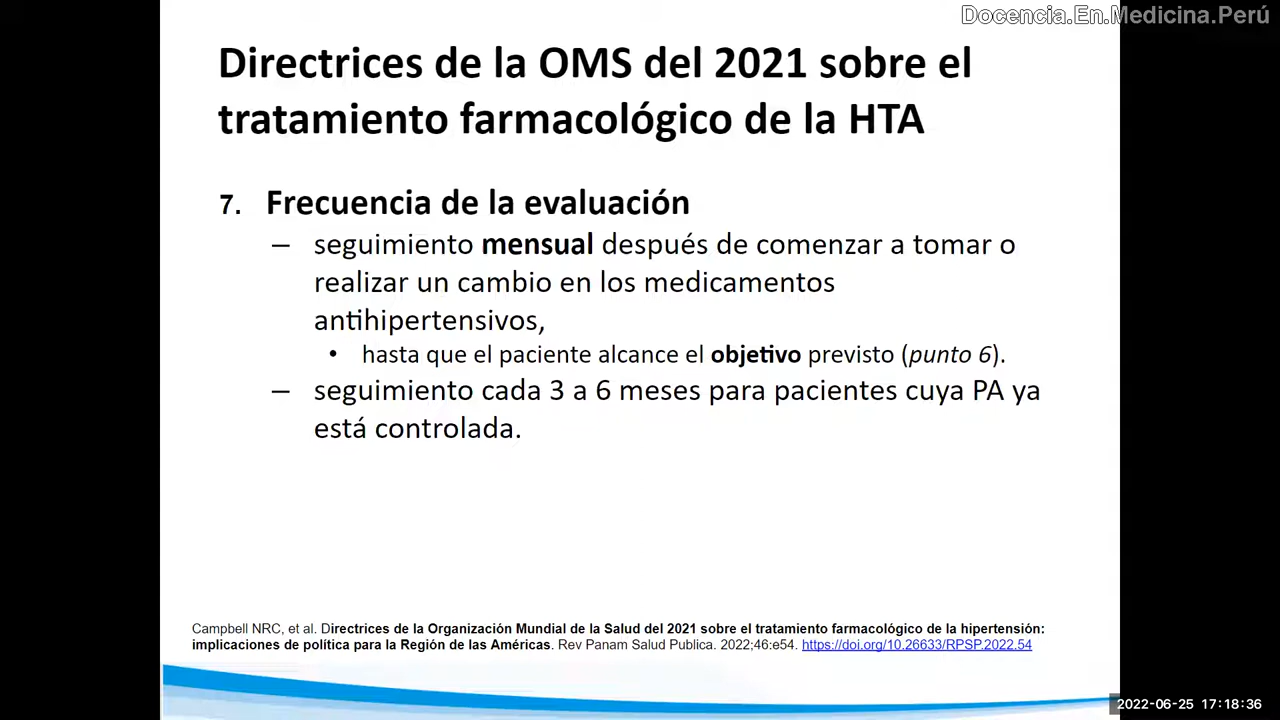 Docencia.En.Medicina.Perú
Directrices de la OMS del 2021 sobre el
tratamiento farmacológico de la HTA
7. Frecuencia de la evaluación
– seguimiento mensual después de comenzar a tomar o
realizar un cambio en los medicamentos
antihipertensivos,
• hasta que el paciente alcance el objetivo previsto (punto 6).
– seguimiento cada 3 a 6 meses para pacientes cuya PA ya
está controlada.
Campbell NRC, et al. Directrices de la Organización Mundial de la Salud del 2021 sobre el tratamiento farmacológico de la hipertensión:
implicaciones de política para la Región de las Américas. Rev Panam Salud Publica. 2022;46:e54. https://doi.org/10.26633/RPSP.2022.54
2022-06-25 17:18:36